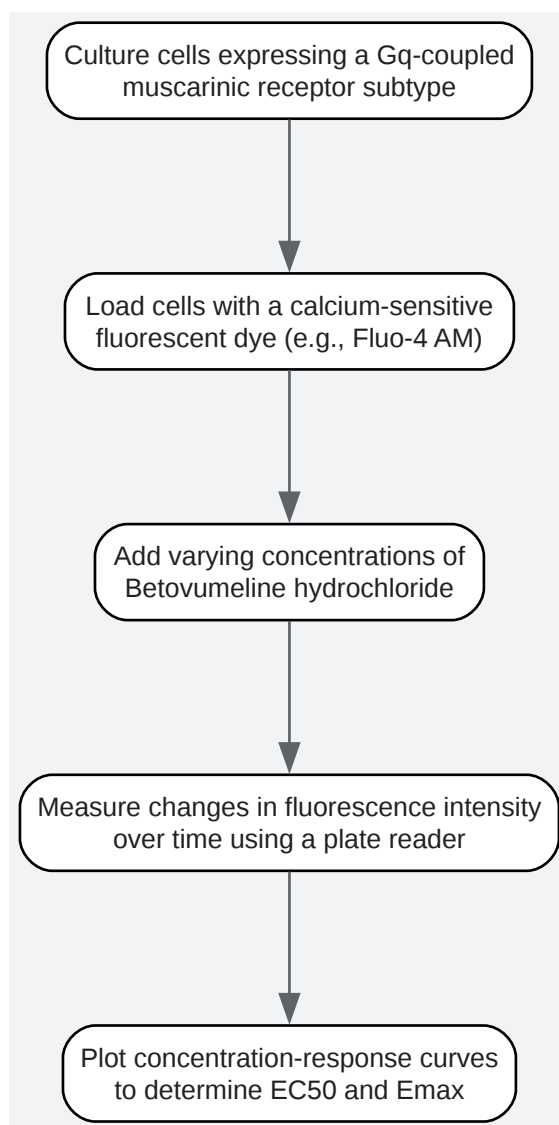 Culture cells expressing a Gq-coupled
muscarinic receptor subtype
Load cells with a calcium-sensitive
fluorescent dye (e.g., Fluo-4 AM)
Add varying concentrations of
Betovumeline hydrochloride
Measure changes in fluorescence intensity
over time using a plate reader
Plot concentration-response curves
to determine EC50 and Emax